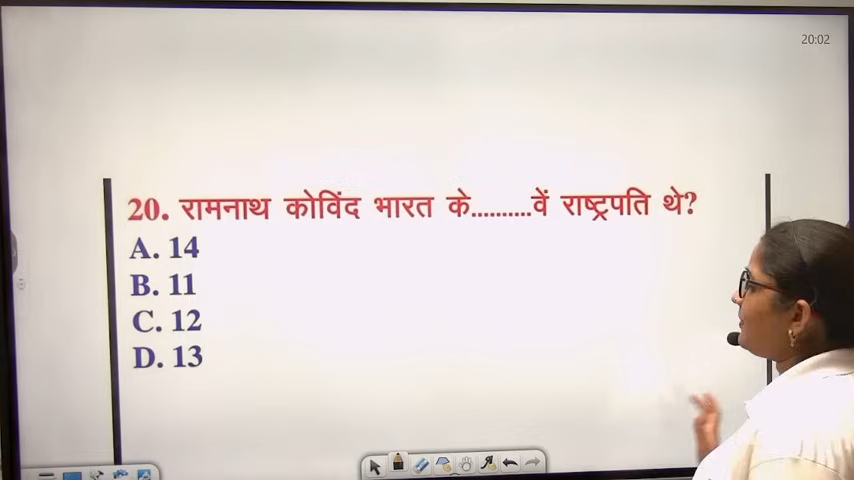 20:02
20. रामनाथ कोविंद भारत के..........वें राष्ट्रपति थे?
A. 14
B. 11
C. 12
D. 13